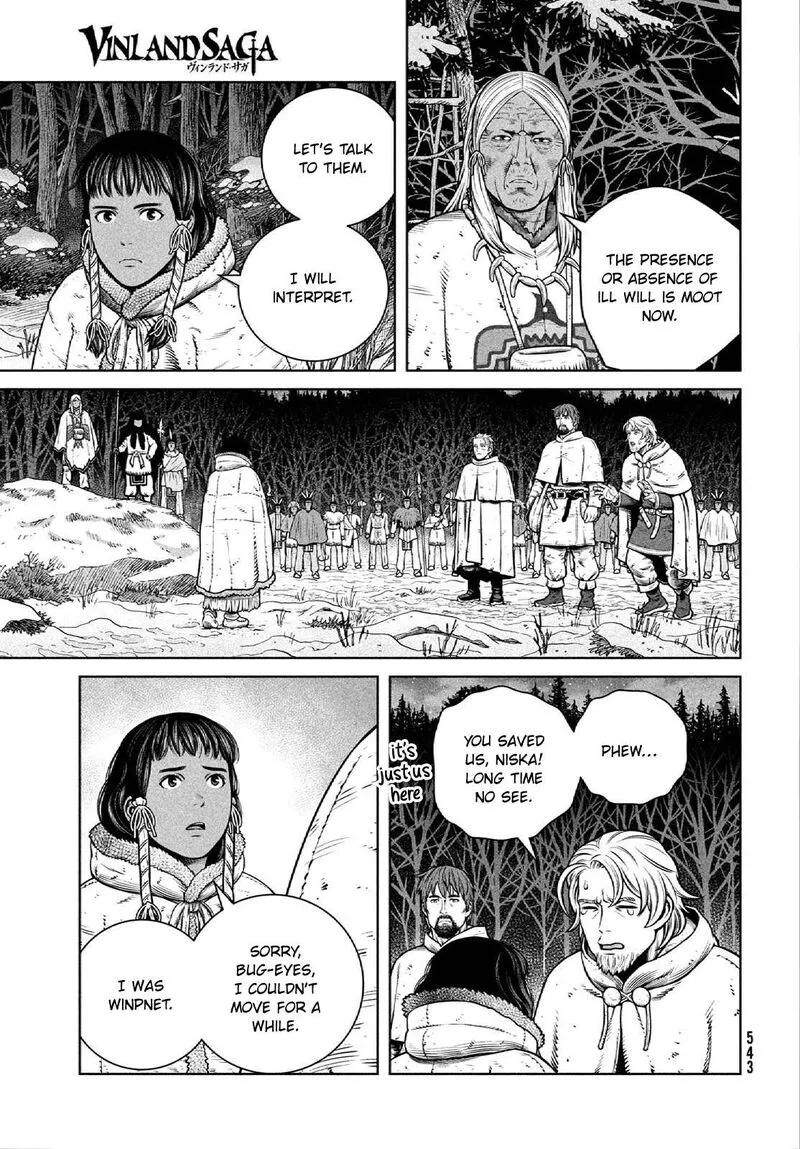 VINLAND SAGA
ヴィンランド・サガ
THE PRESENCE
OR ABSENCE OF
ILL WILL IS MOOT
NOW.
LET'S TALK
TO THEM.
I WILL
INTERPRET.
PHEW...
YOU SAVED
US, NISKA!
LONG TIME
NO SEE.
it's
just us
here
SORRY,
BUG-EYES,
I COULDN'T
MOVE FOR A
WHILE.
I WAS
WINPNET.
543